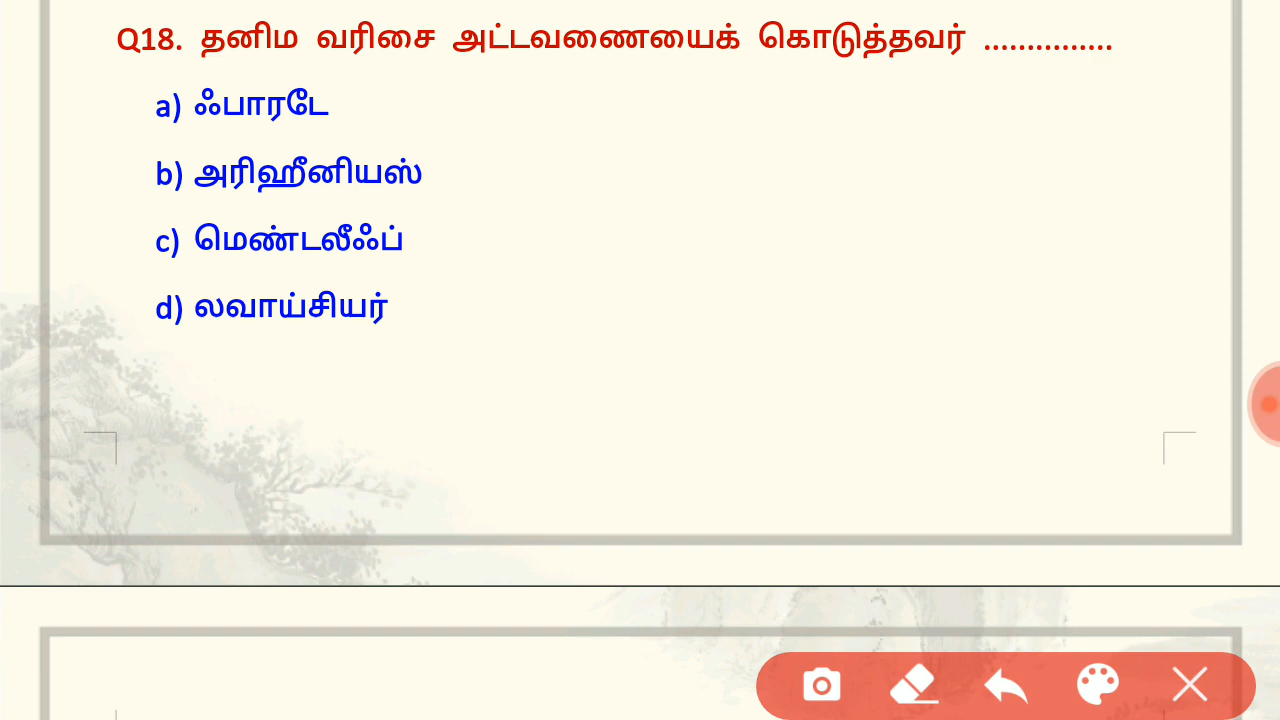 Q18. தனிம வரிசை அட்டவணையைக் கொடுத்தவர் ...............
a) ஃபாரடே
b) அரிஹீனியஸ்
c) மெண்டலீஃப்
d) லவாய்சியர்